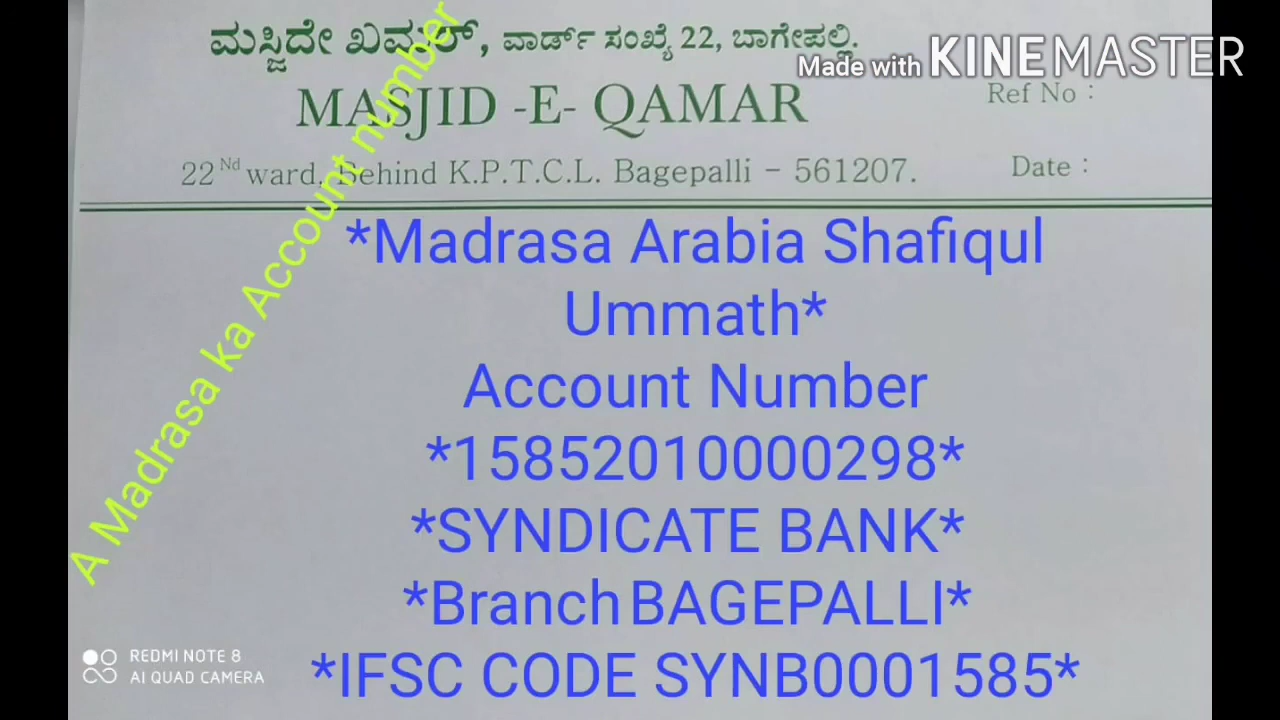 ಮಸ್ಜಿದೇ ಖಮರ್, ವಾರ್ಡ್ ಸಂಖ್ಯೆ 22, ಬಾಗೇಪಲ್ಲಿ.
Made with KINEMASTER
MASJID -E- QAMAR
Ref No :
22Nd ward, Behind K.P.T.C.L. Bagepalli - 561207.
Date :
A Madrasa ka Account number
*Madrasa Arabia Shafiqul
Ummath*
Account Number
*15852010000298*
*SYNDICATE BANK*
*Branch BAGEPALLI*
*IFSC CODE SYNB0001585*
REDMI NOTE 8
AI QUAD CAMERA